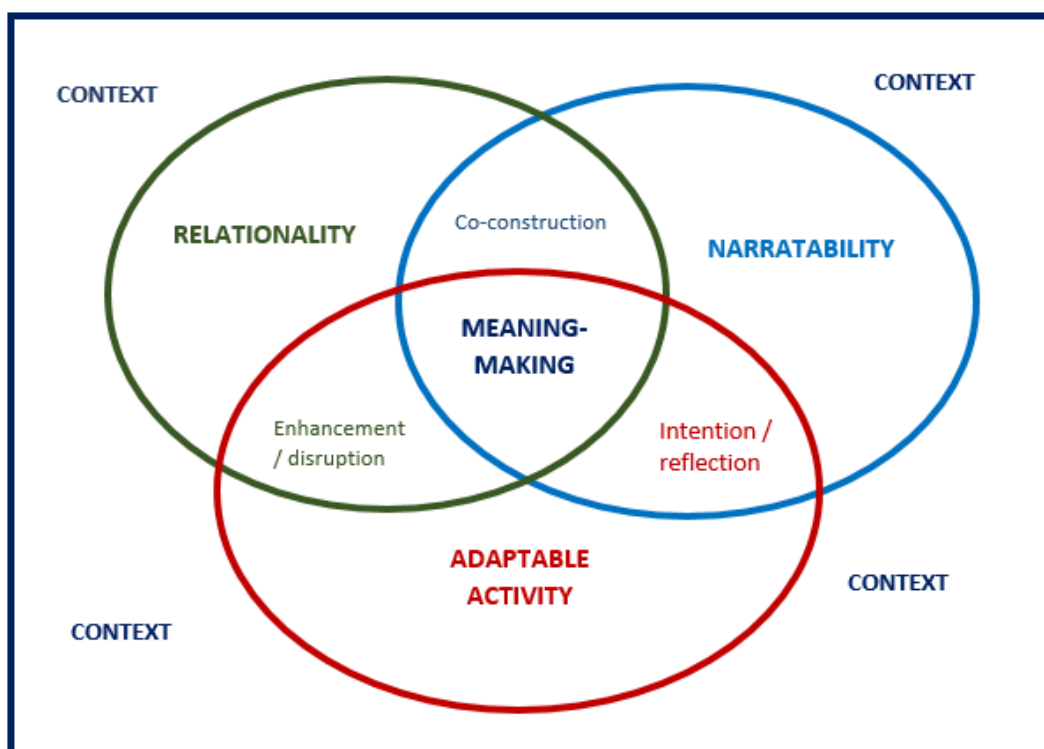 CONTEXT
CONTEXT
RELATIONALITY
Co-construction
NARRATABILITY
MEANING-
MAKING
Enhancement
/ disruption
Intention /
reflection
ADAPTABLE
ACTIVITY
CONTEXT
CONTEXT